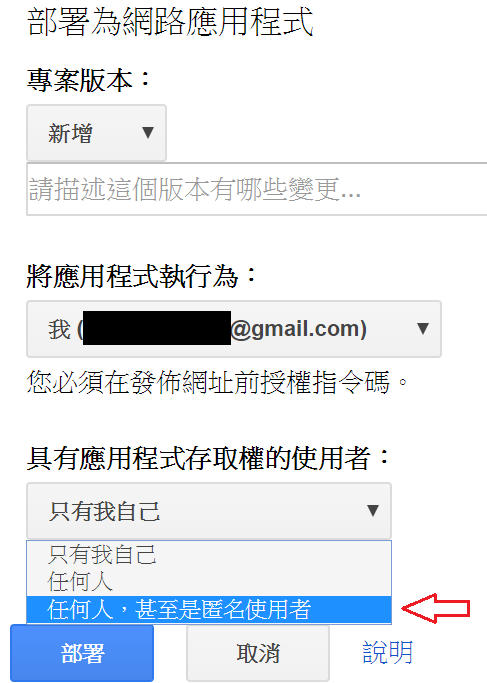 部署為網路應用程式
專案版本：
新增
請描述這個版本有哪些變更...
將應用程式執行為：
我 (@gmail.com)
您必須在發佈網址前授權指令碼。
具有應用程式存取權的使用者：
只有我自己
只有我自己
任何人
任何人，甚至是匿名使用者
部署 取消 說明